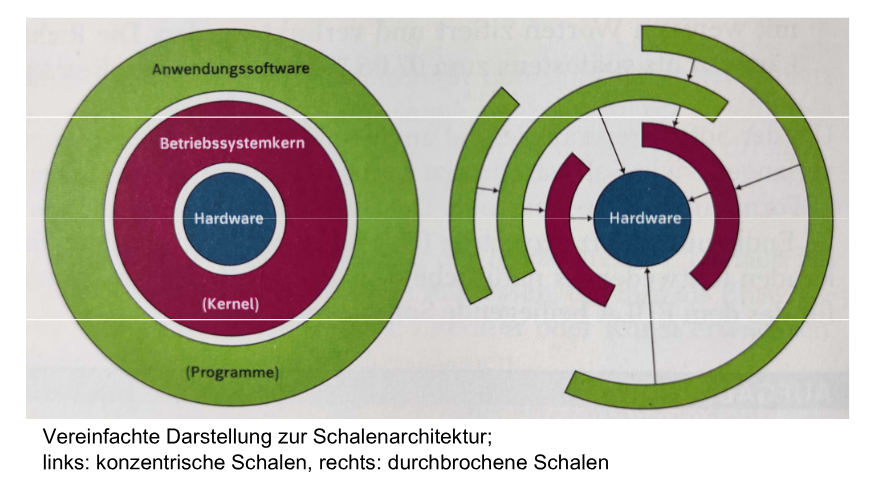 Anwendungssoftware
Betriebssystemkern
Hardware
(Kernel)
(Programme)
Hardware
Vereinfachte Darstellung zur Schalenarchitektur;
links: konzentrische Schalen, rechts: durchbrochene Schalen